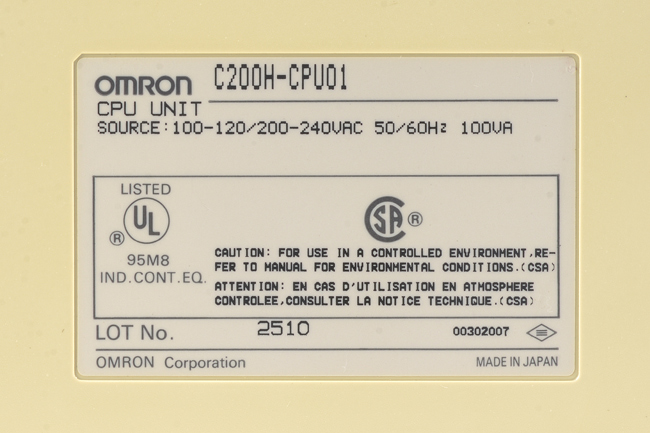 OMRON C200H-CPU01
CPU UNIT
SOURCE:100-120/200-240VAC 50/60Hz 100VA
LISTED
UL ®
95M8
IND.CONT.EQ.
CSA ®
CAUTION: FOR USE IN A CONTROLLED ENVIRONMENT,RE-
FER TO MANUAL FOR ENVIRONMENTAL CONDITIONS.(CSA)
ATTENTION: EN CAS D'UTILISATION EN ATMOSPHERE
CONTROLEE,CONSULTER LA NOTICE TECHNIQUE.(CSA)
LOT No. 2510 00302007
OMRON Corporation MADE IN JAPAN